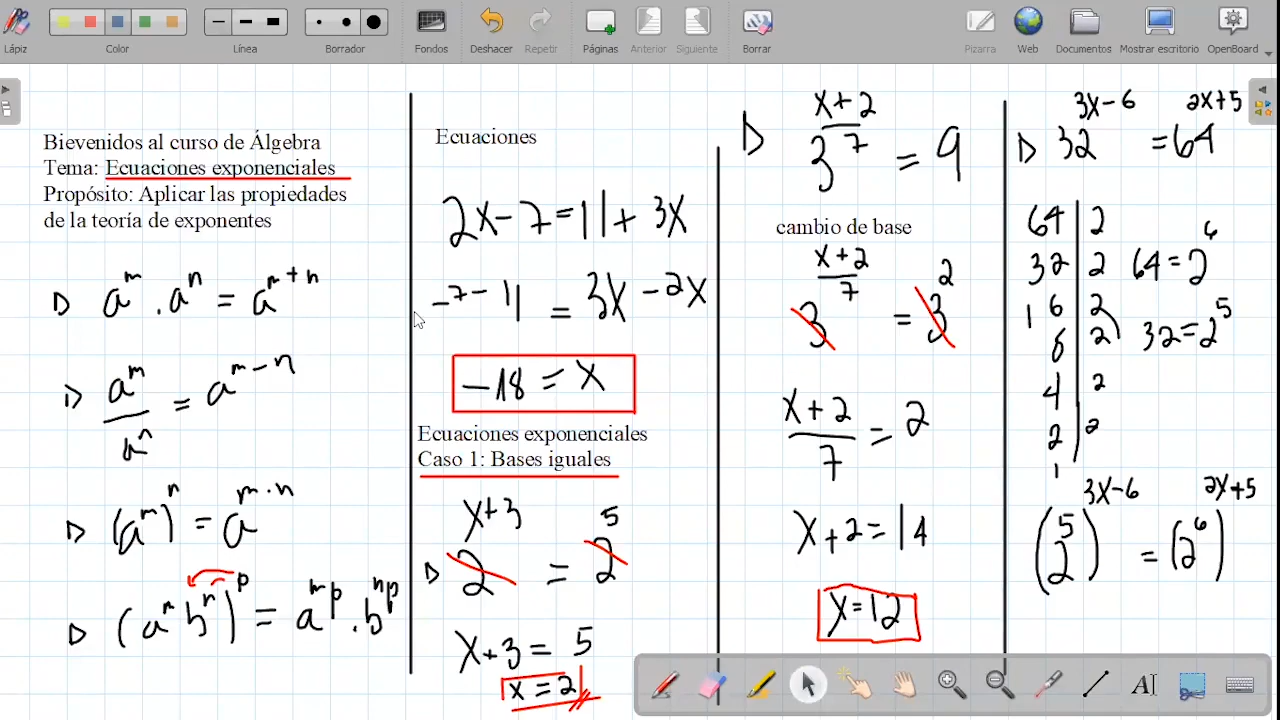 Lápiz
Color
Línea
Borrador
Fondos
Deshacer
Repetir
Páginas
Anterior
Siguiente
Borrar
Pizarra
Web
Documentos
Mostrar escritorio
OpenBoard
Bievenidos al curso de Álgebra
Tema: Ecuaciones exponenciales
Propósito: Aplicar las propiedades
de la teoría de exponentes
a^m . a^n = a^(m+n)
a^m / a^n = a^(m-n)
(a^m)^n = a^(m·n)
(a^m b^n)^p = a^(mp) . b^(np)
Ecuaciones
2x - 7 = 11 + 3x
-7 - 11 = 3x - 2x
-18 = x
Ecuaciones exponenciales
Caso 1: Bases iguales
2^(x+3) = 2^5
x+3 = 5
x = 2
3^((x+2)/7) = 9
cambio de base
3^((x+2)/7) = 3^2
(x+2)/7 = 2
x+2 = 14
x = 12
32^(3x-6) = 64^(2x+5)
64 | 2
32 | 2 64 = 2^6
16 | 2
8 | 2 32 = 2^5
4 | 2
2 | 2
1
(2^5)^(3x-6) = (2^6)^(2x+5)
AI